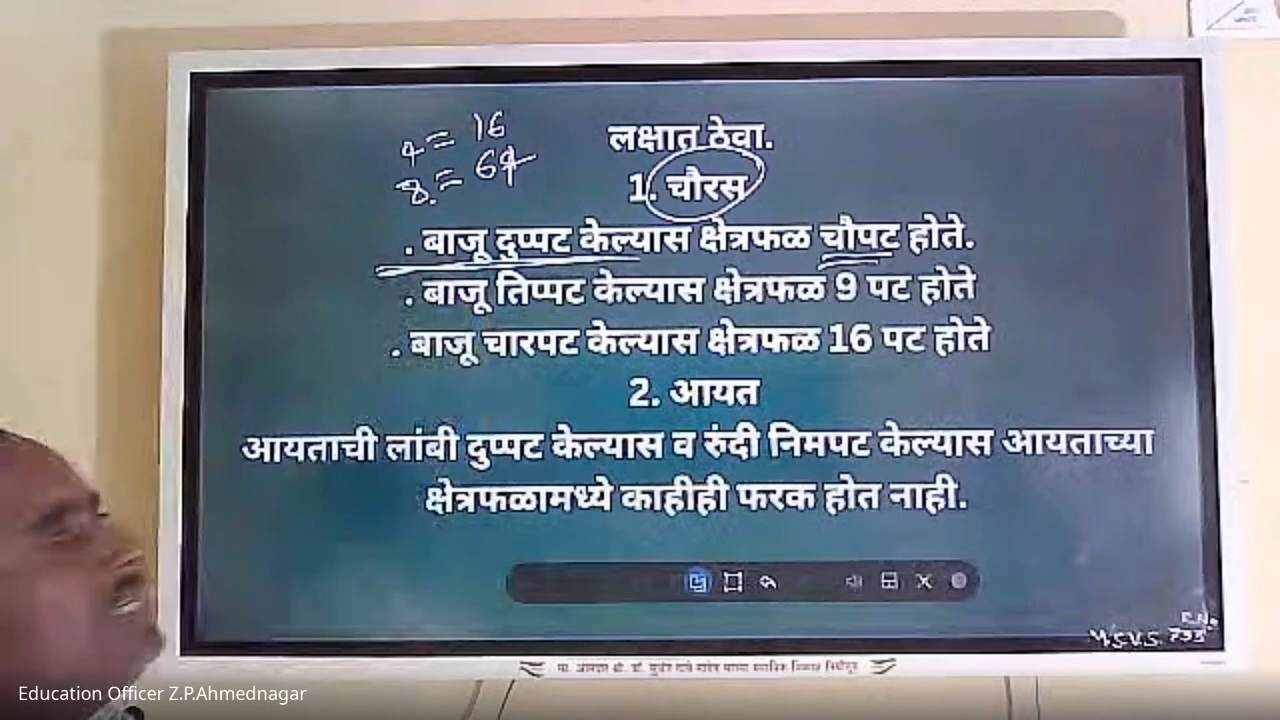 4 = 16
8 = 64
लक्षात ठेवा.
1. चौरस
. बाजू दुप्पट केल्यास क्षेत्रफळ चौपट होते.
. बाजू तिप्पट केल्यास क्षेत्रफळ 9 पट होते
. बाजू चारपट केल्यास क्षेत्रफळ 16 पट होते
2. आयत
आयताची लांबी दुप्पट केल्यास व रुंदी निमपट केल्यास आयताच्या
क्षेत्रफळामध्ये काहीही फरक होत नाही.
Education Officer Z.P.Ahmednagar